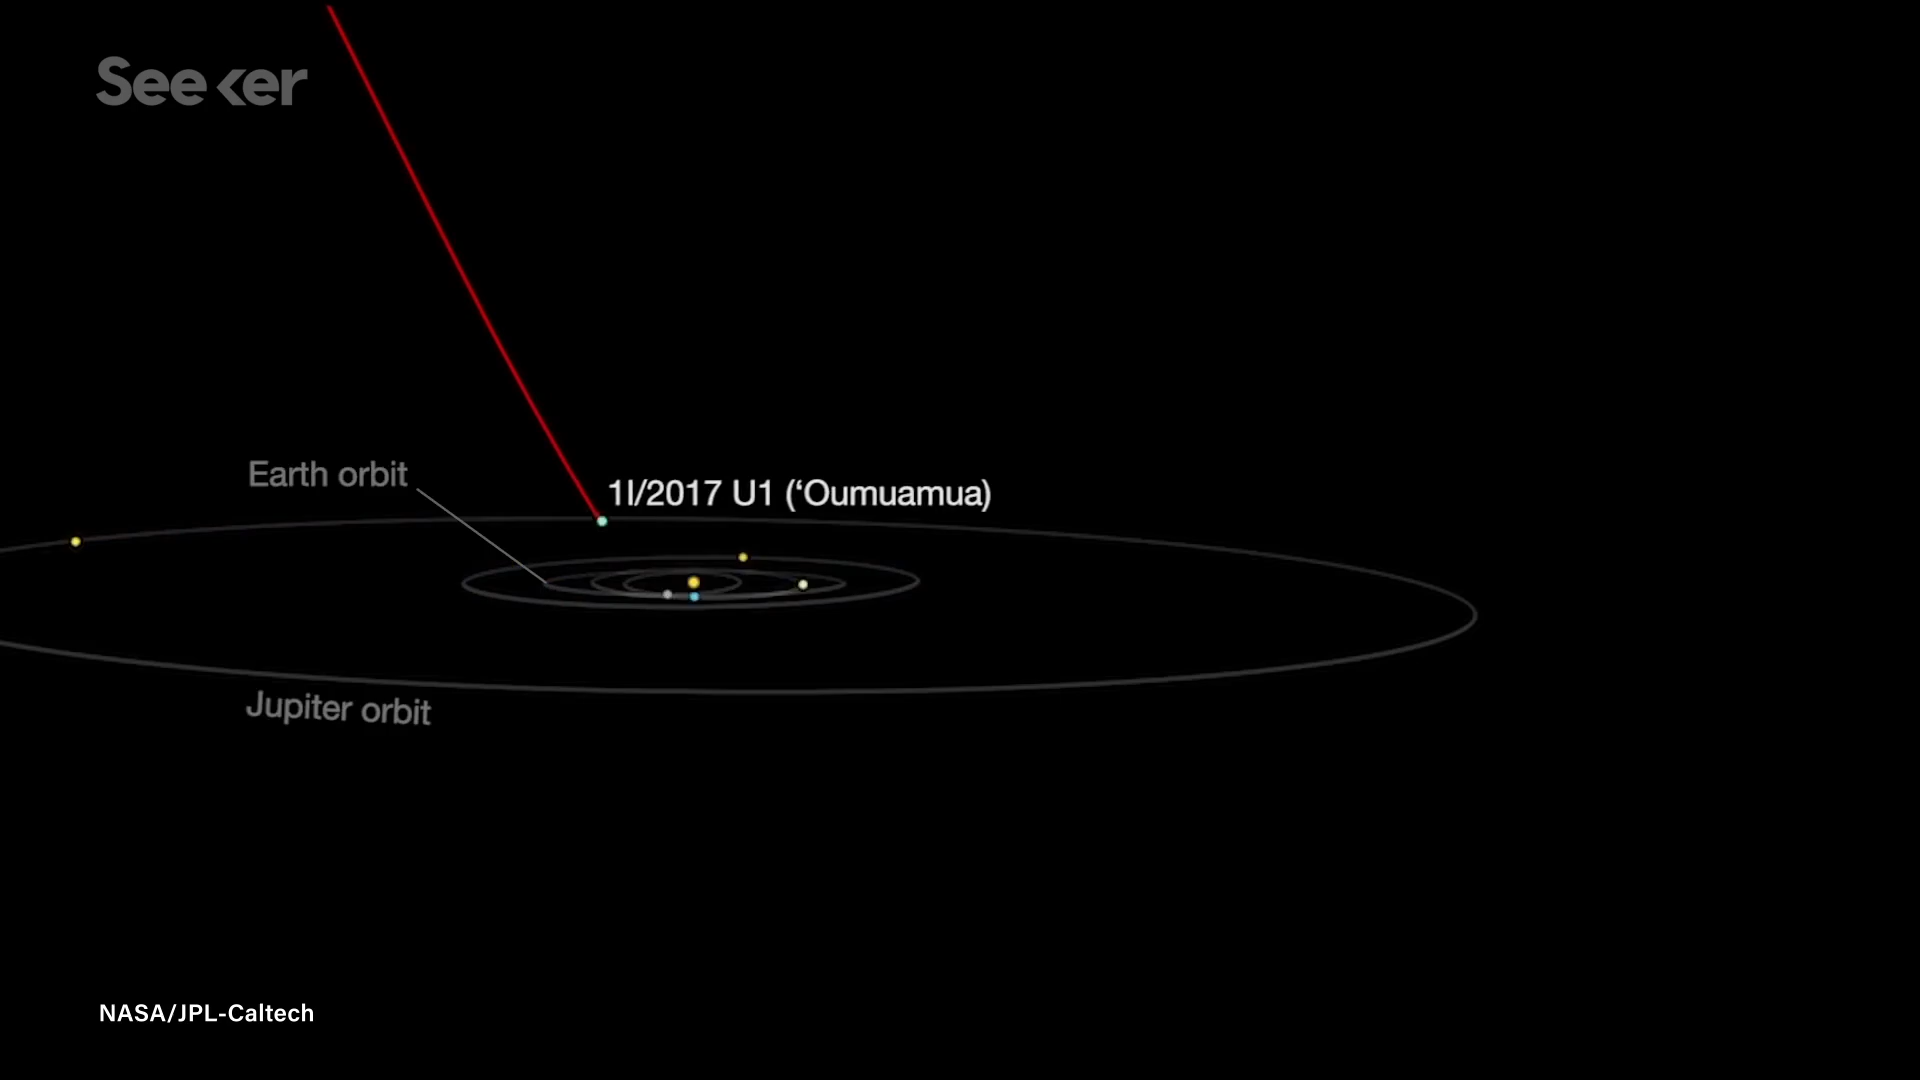 Seeker
Earth orbit
1I/2017 U1 (‘Oumuamua)
Jupiter orbit
NASA/JPL-Caltech